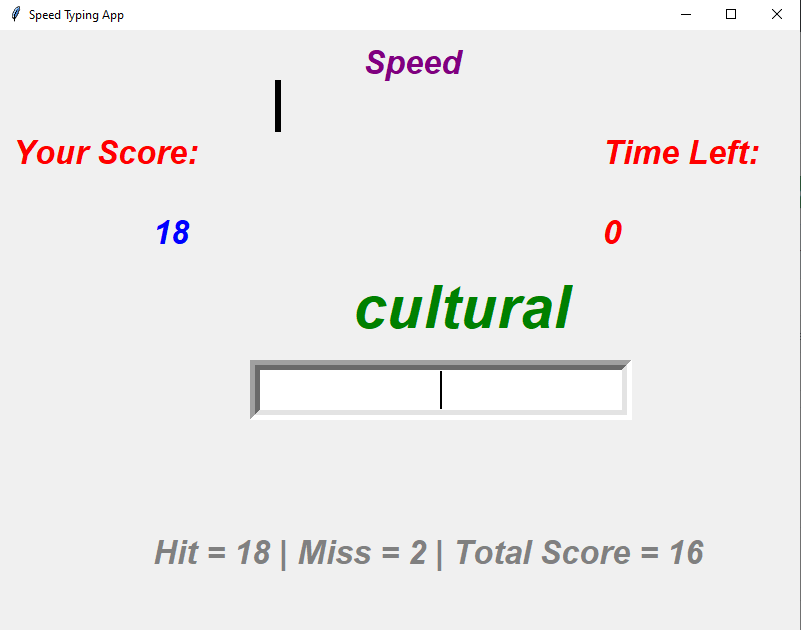 Speed Typing App
Speed
Your Score:
Time Left:
18
0
cultural
Hit = 18 | Miss = 2 | Total Score = 16